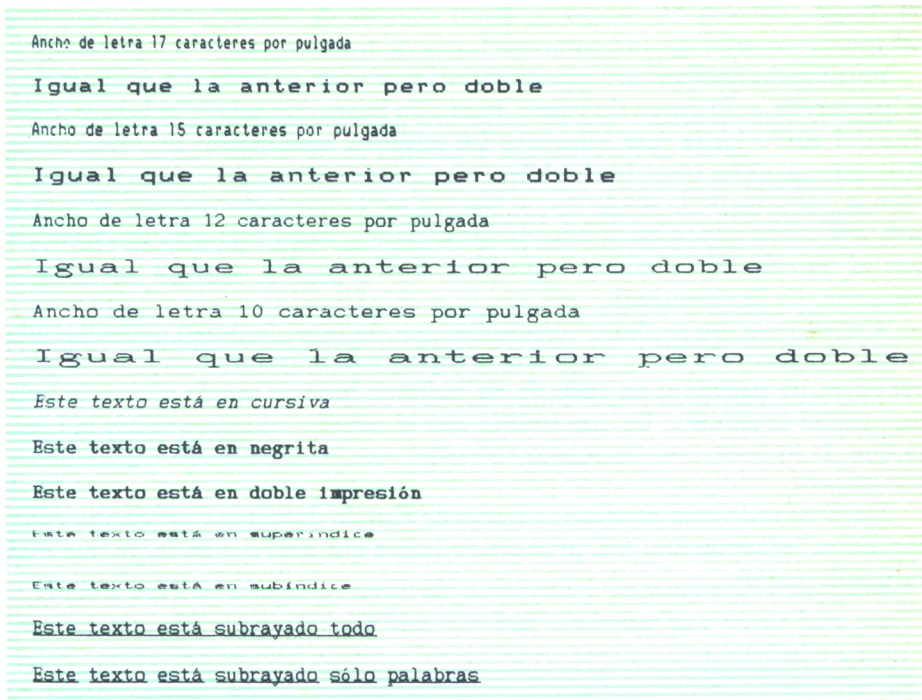 Ancho de letra 17 caracteres por pulgada
Igual que la anterior pero doble
Ancho de letra 15 caracteres por pulgada
Igual que la anterior pero doble
Ancho de letra 12 caracteres por pulgada
Igual que la anterior pero doble
Ancho de letra 10 caracteres por pulgada
Igual que la anterior pero doble
Este texto está en cursiva
Este texto está en negrita
Este texto está en doble impresión
Este texto está en superíndice
Este texto está en subíndice
Este texto está subrayado todo
Este texto está subrayado sólo palabras